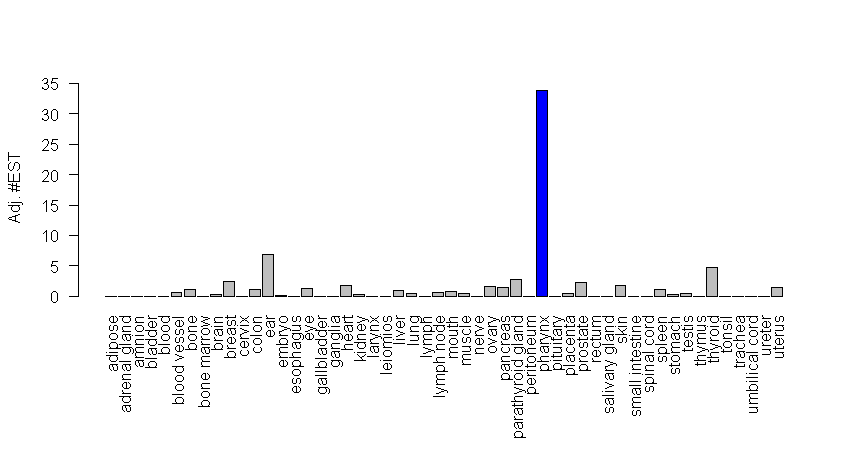 Adj. #EST
35
30
25
20
15
10
5
0
adipose
adrenal gland
amnion
bladder
blood
blood vessel
bone
bone marrow
brain
breast
cervix
colon
ear
embryo
esophagus
eye
gallbladder
ganglia
heart
kidney
larynx
leiomios
liver
lung
lymph
lymph node
mouth
muscle
nerve
ovary
pancreas
parathyroid gland
peritoneum
pharynx
pituitary
placenta
prostate
rectum
salivary gland
skin
small intestine
spinal cord
spleen
stomach
testis
thymus
thyroid
tonsil
trachea
umbilical cord
ureter
uterus